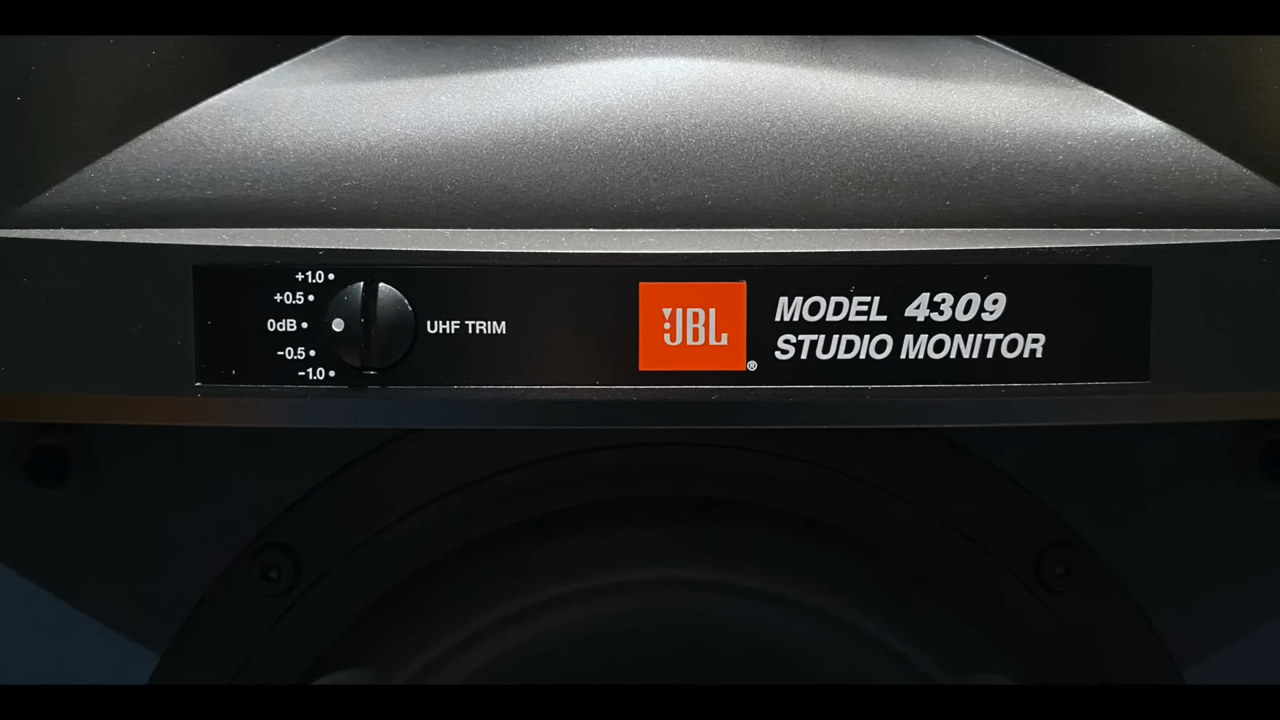 +1.0
+0.5
0dB
−0.5
−1.0
UHF TRIM
JBL
®
MODEL 4309
STUDIO MONITOR